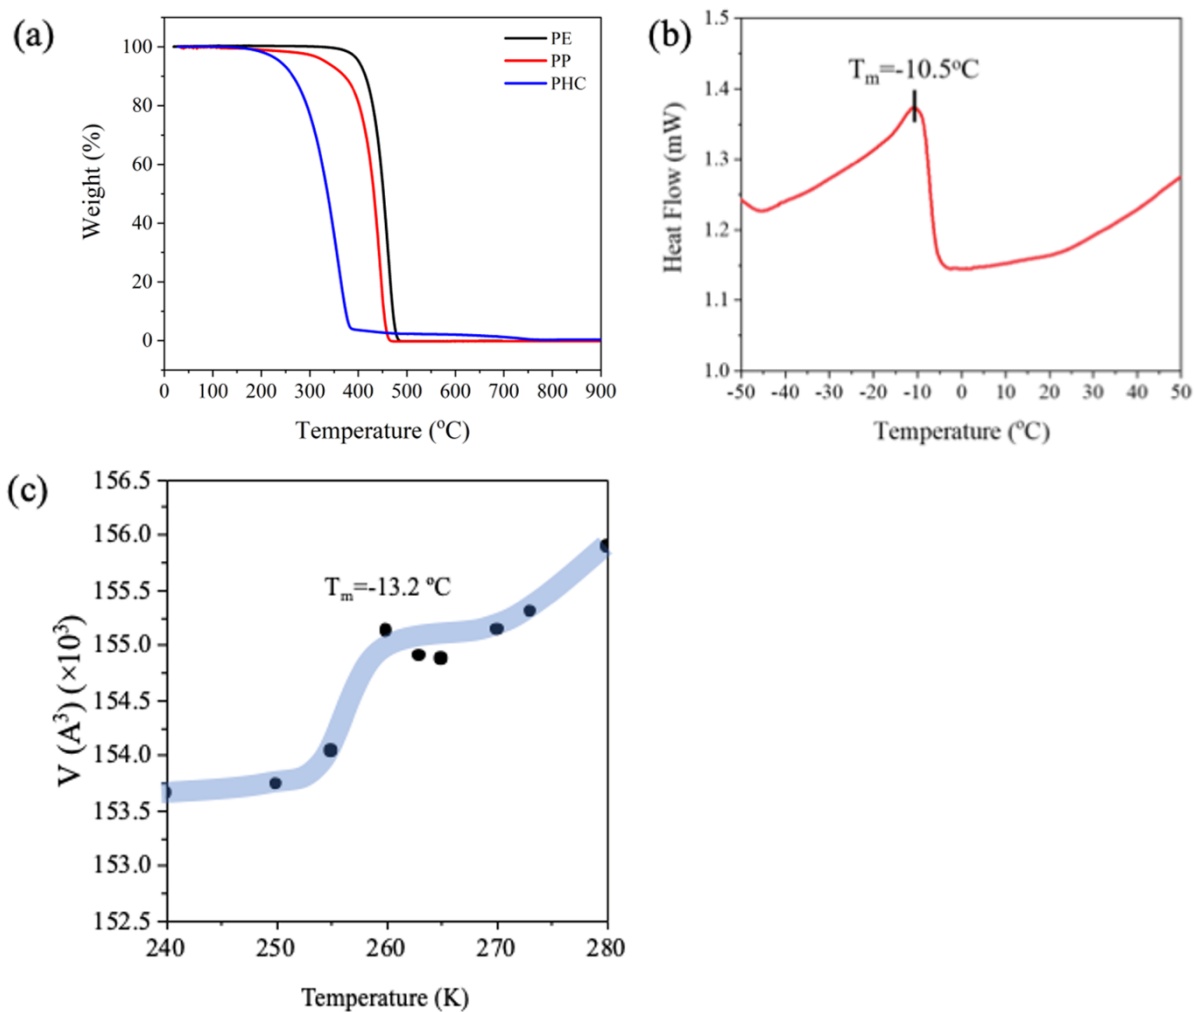 (a)
100
80
60
40
20
0
Weight (%)
PE
PP
PHC
0 100 200 300 400 500 600 700 800 900
Temperature (ºC)
(b)
1.5
1.4
1.3
1.2
1.1
1.0
Heat Flow (mW)
Tₘ=-10.5ºC
-50 -40 -30 -20 -10 0 10 20 30 40 50
Temperature (ºC)
(c)
156.5
156.0
155.5
155.0
154.5
154.0
153.5
153.0
152.5
V (A³) (×10³)
Tₘ=-13.2 ºC
240 250 260 270 280
Temperature (K)